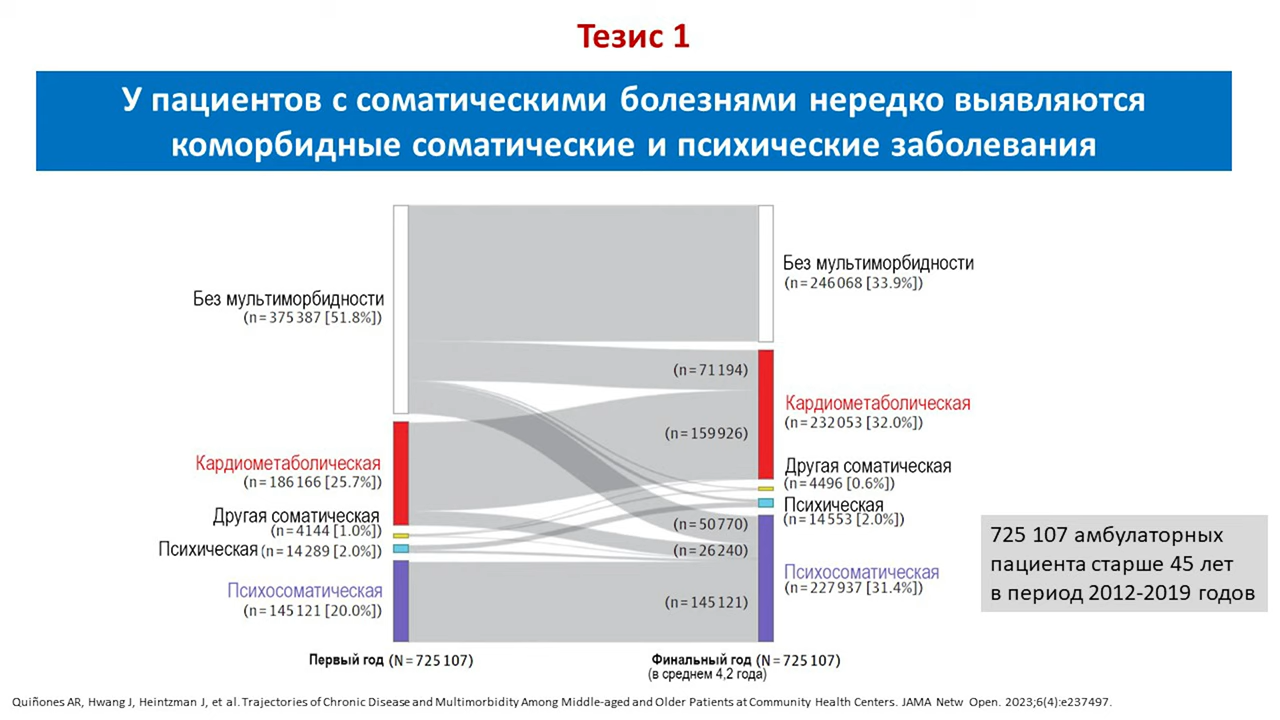 Тезис 1
У пациентов с соматическими болезнями нередко выявляются
коморбидные соматические и психические заболевания
Без мультиморбидности
(n = 375 387 [51.8%])
Кардиометаболическая
(n = 186 166 [25.7%])
Другая соматическая
(n = 4144 [1.0%])
Психическая (n = 14 289 [2.0%])
Психосоматическая
(n = 145 121 [20.0%])
Первый год (N = 725 107)
(n = 71 194)
(n = 159 926)
(n = 50 770)
(n = 26 240)
(n = 145 121)
Без мультиморбидности
(n = 246 068 [33.9%])
Кардиометаболическая
(n = 232 053 [32.0%])
Другая соматическая
(n = 4496 [0.6%])
Психическая
(n = 14 553 [2.0%])
Психосоматическая
(n = 227 937 [31.4%])
Финальный год (N = 725 107)
(в среднем 4,2 года)
725 107 амбулаторных
пациента старше 45 лет
в период 2012-2019 годов
Quiñones AR, Hwang J, Heintzman J, et al. Trajectories of Chronic Disease and Multimorbidity Among Middle-aged and Older Patients at Community Health Centers. JAMA Netw Open. 2023;6(4):e237497.